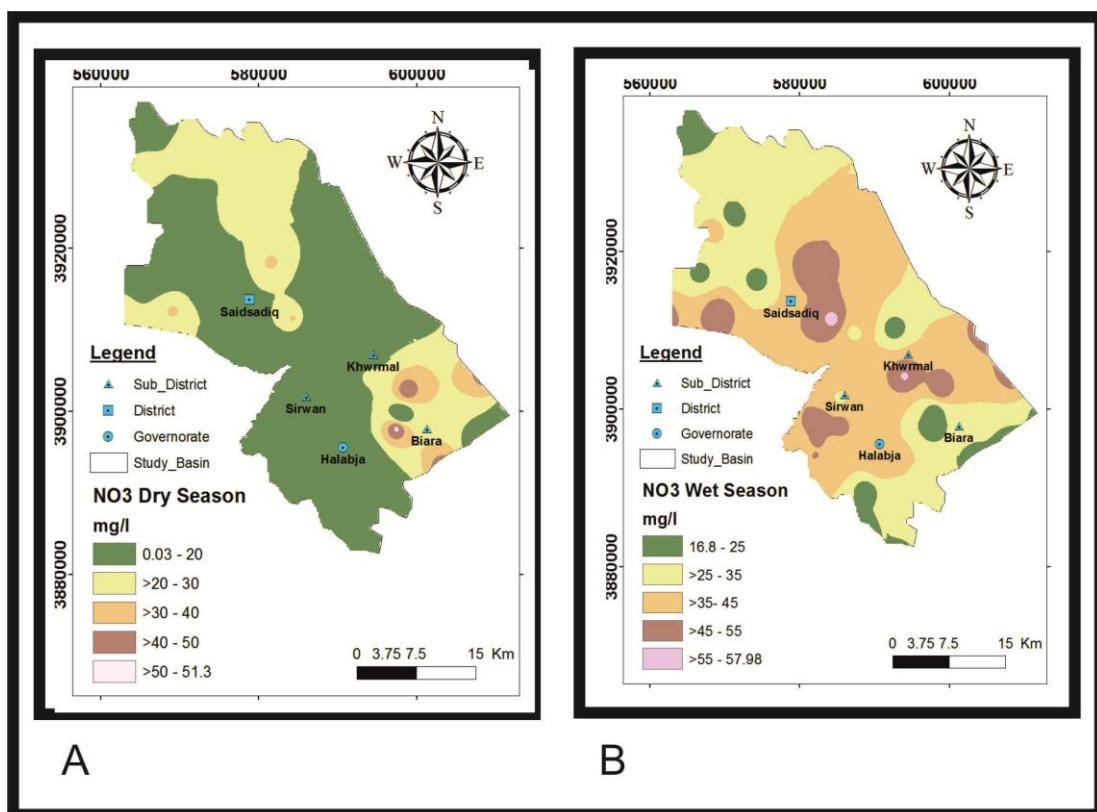 560000 580000 600000
N
W E
S
3920000
3900000
3880000
Saidsadiq
Khwrmal
Sirwan
Biara
Halabja
Legend
Sub_District
District
Governorate
Study_Basin
NO3 Dry Season
mg/l
0.03 - 20
>20 - 30
>30 - 40
>40 - 50
>50 - 51.3
0 3.75 7.5 15 Km
A
560000 580000 600000
N
W E
S
3920000
3900000
3880000
Saidsadiq
Khwrmal
Sirwan
Biara
Halabja
Legend
Sub_District
District
Governorate
Study_Basin
NO3 Wet Season
mg/l
16.8 - 25
>25 - 35
>35- 45
>45 - 55
>55 - 57.98
0 3.75 7.5 15 Km
B